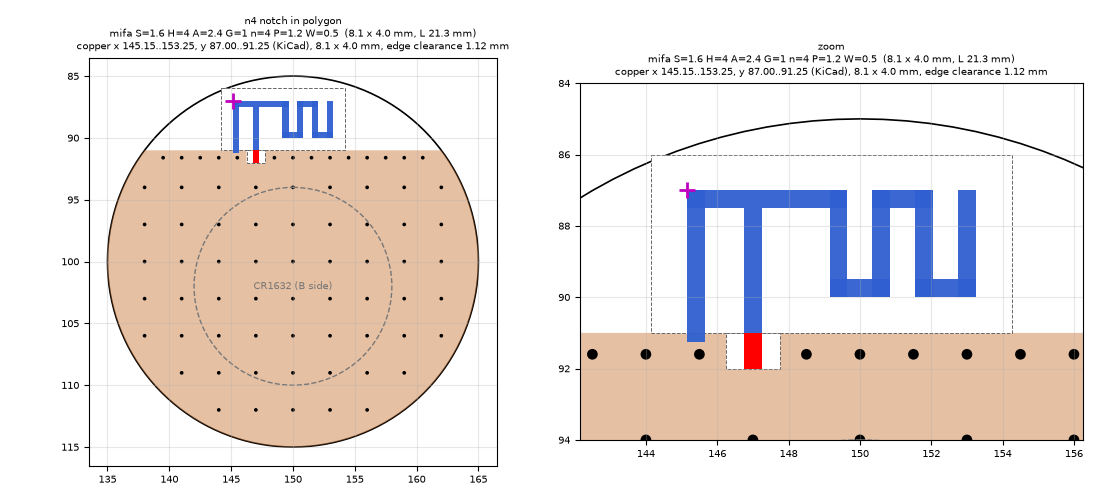 n4 notch in polygon
mifa S=1.6 H=4 A=2.4 G=1 n=4 P=1.2 W=0.5  (8.1 x 4.0 mm, L 21.3 mm)
copper x 145.15..153.25, y 87.00..91.25 (KiCad), 8.1 x 4.0 mm, edge clearance 1.12 mm
85
90
95
100
105
110
115
CR1632 (B side)
135 140 145 150 155 160 165
zoom
mifa S=1.6 H=4 A=2.4 G=1 n=4 P=1.2 W=0.5  (8.1 x 4.0 mm, L 21.3 mm)
copper x 145.15..153.25, y 87.00..91.25 (KiCad), 8.1 x 4.0 mm, edge clearance 1.12 mm
84
86
88
90
92
94
144 146 148 150 152 154 156